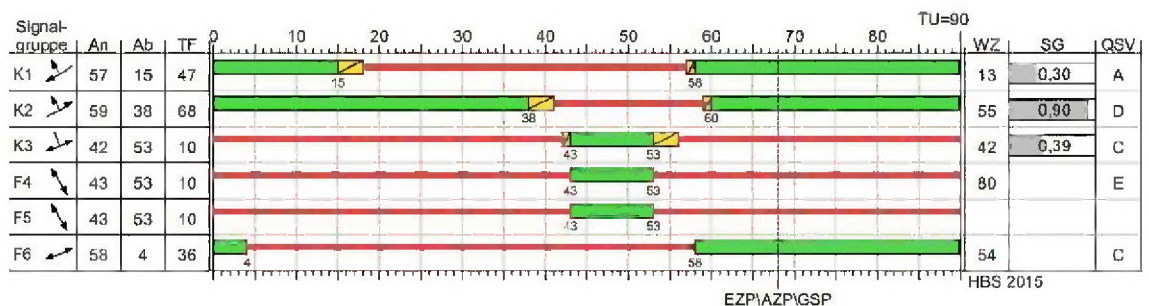 TU=90
Signal-
gruppe An Ab TF 0 10 20 30 40 50 60 70 80 WZ SG QSV
K1 57 15 47 15 58 13 0,30 A
K2 59 38 68 38 60 55 0,90 D
K3 42 53 10 43 53 42 0,39 C
F4 43 53 10 43 53 80 E
F5 43 53 10 43 53
F6 58 4 36 4 58 54 C
HBS 2015
EZP\AZP\GSP